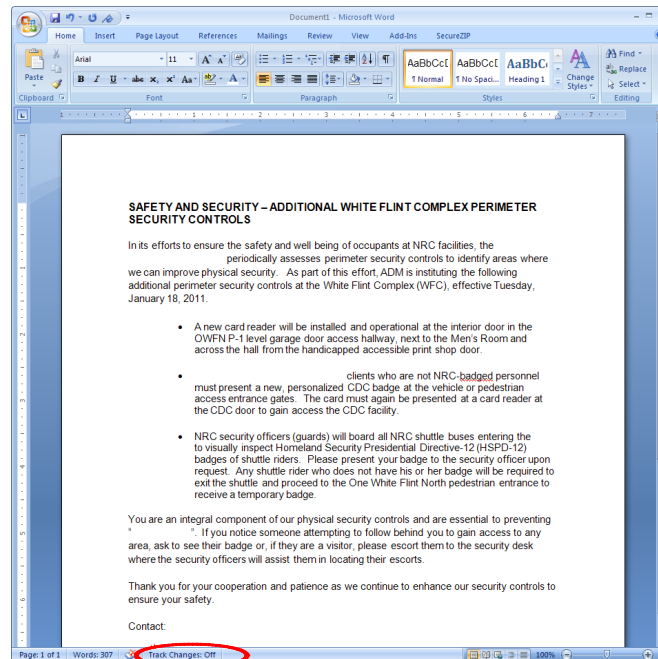 Document1 - Microsoft Word
Home Insert Page Layout References Mailings Review View Add-Ins SecureZIP
Paste
Arial 11
Find
Replace
Select
AaBbCcI AaBbCcI AaBbC
¶ Normal ¶ No Spaci... Heading 1
Change Styles
Clipboard Font Paragraph Styles Editing
SAFETY AND SECURITY – ADDITIONAL WHITE FLINT COMPLEX PERIMETER
SECURITY CONTROLS
In its efforts to ensure the safety and well being of occupants at NRC facilities, the
periodically assesses perimeter security controls to identify areas where
we can improve physical security. As part of this effort, ADM is instituting the following
additional perimeter security controls at the White Flint Complex (WFC), effective Tuesday,
January 18, 2011.
• A new card reader will be installed and operational at the interior door in the
OWFN P-1 level garage door access hallway, next to the Men's Room and
across the hall from the handicapped accessible print shop door.
• clients who are not NRC-badged personnel
must present a new, personalized CDC badge at the vehicle or pedestrian
access entrance gates. The card must again be presented at a card reader at
the CDC door to gain access the CDC facility.
• NRC security officers (guards) will board all NRC shuttle buses entering the
to visually inspect Homeland Security Presidential Directive-12 (HSPD-12)
badges of shuttle riders. Please present your badge to the security officer upon
request. Any shuttle rider who does not have his or her badge will be required to
exit the shuttle and proceed to the One White Flint North pedestrian entrance to
receive a temporary badge.
You are an integral component of our physical security controls and are essential to preventing
" ". If you notice someone attempting to follow behind you to gain access to any
area, ask to see their badge or, if they are a visitor, please escort them to the security desk
where the security officers will assist them in locating their escorts.
Thank you for your cooperation and patience as we continue to enhance our security controls to
ensure your safety.
Contact:
Page: 1 of 1 Words: 307 Track Changes: Off 100%